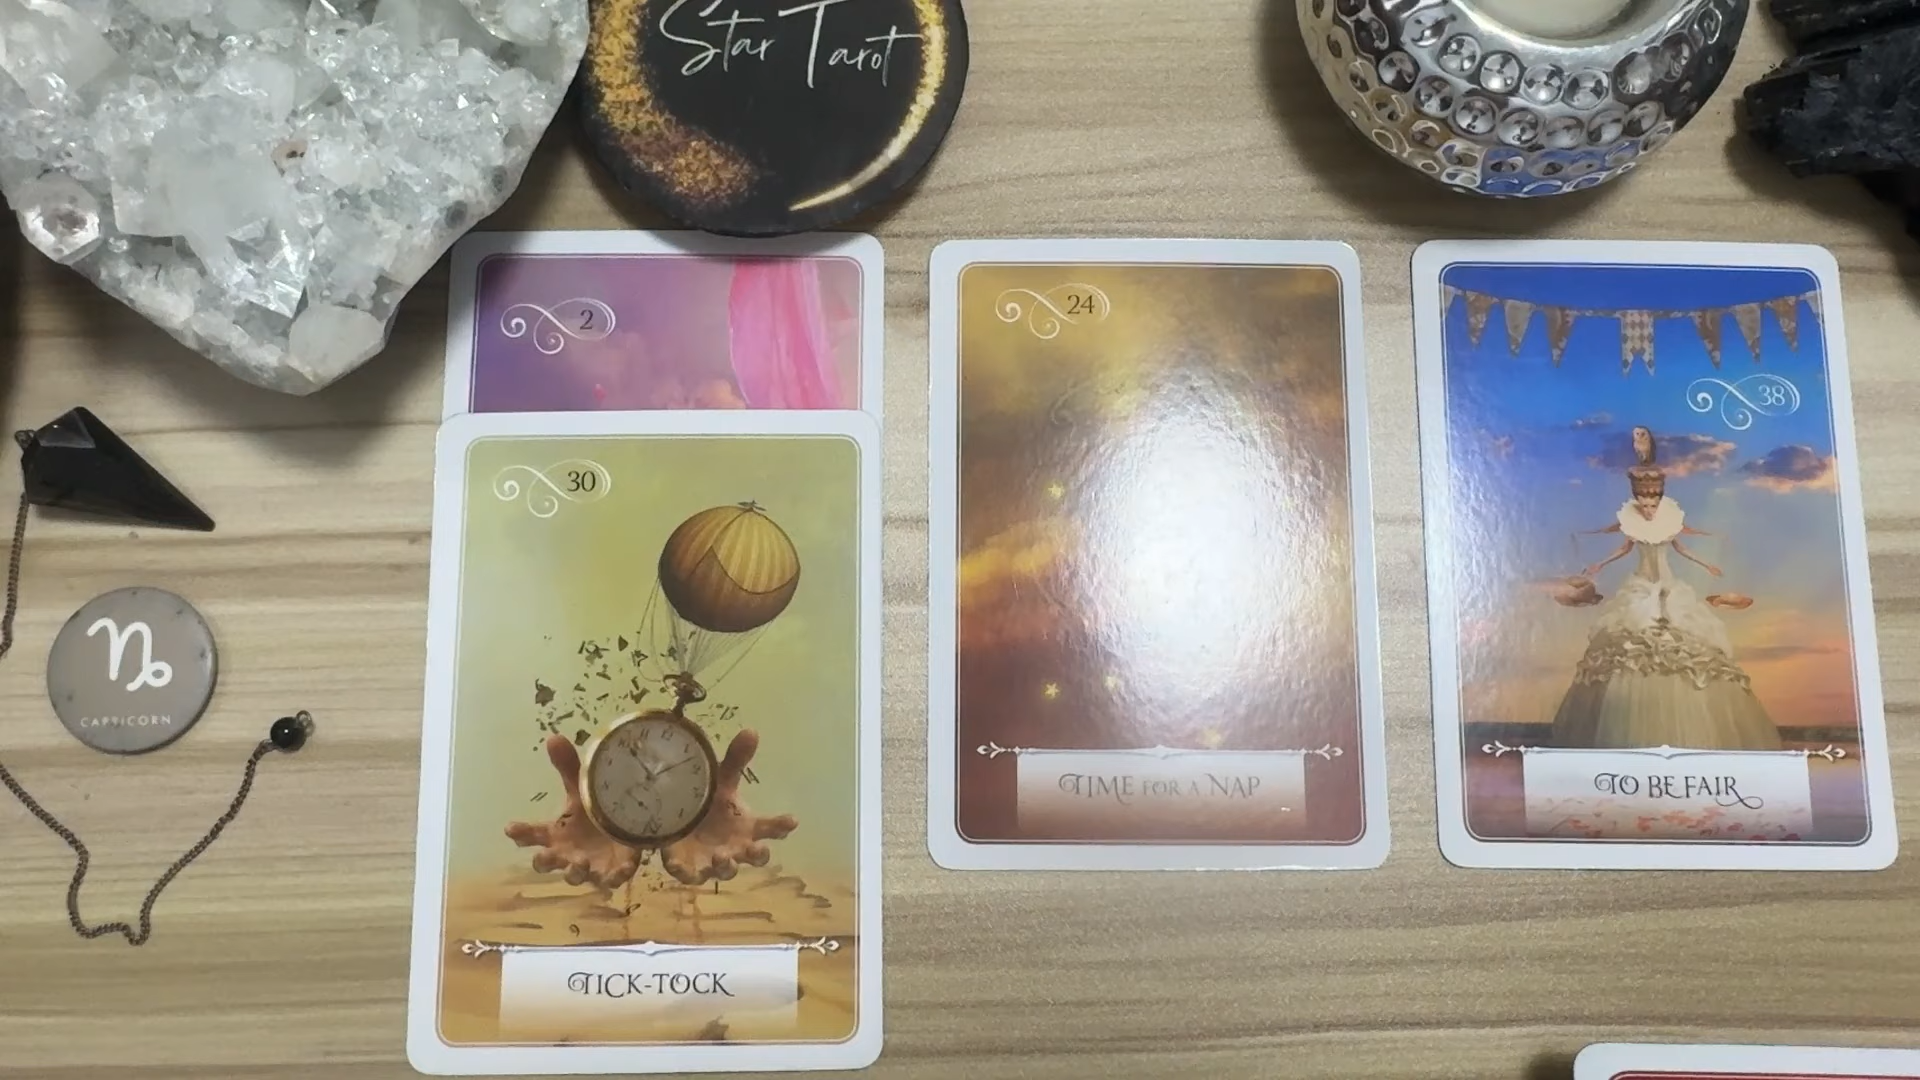 Star Tarot
2
24
38
30
CAPRICORN
TIME FOR A NAP
TO BE FAIR
TICK-TOCK